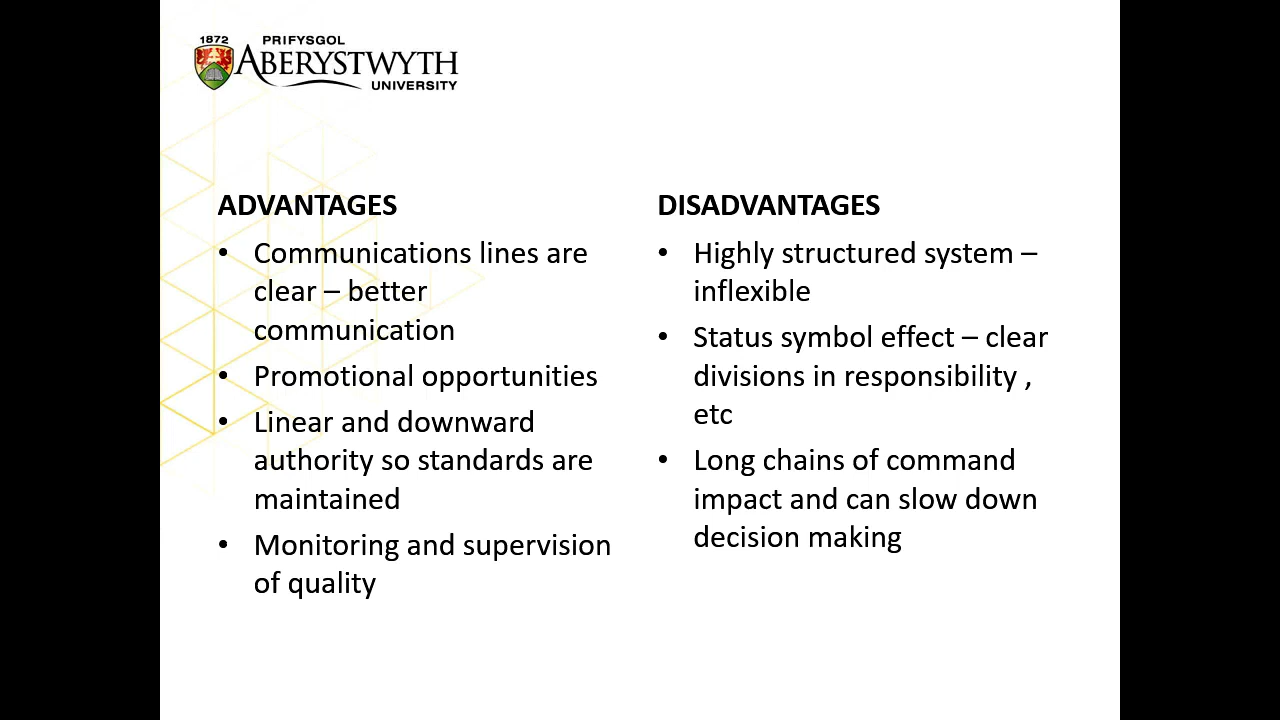 1872
PRIFYSGOL
ABERYSTWYTH
UNIVERSITY
ADVANTAGES
• Communications lines are
clear – better
communication
• Promotional opportunities
• Linear and downward
authority so standards are
maintained
• Monitoring and supervision
of quality
DISADVANTAGES
• Highly structured system –
inflexible
• Status symbol effect – clear
divisions in responsibility ,
etc
• Long chains of command
impact and can slow down
decision making